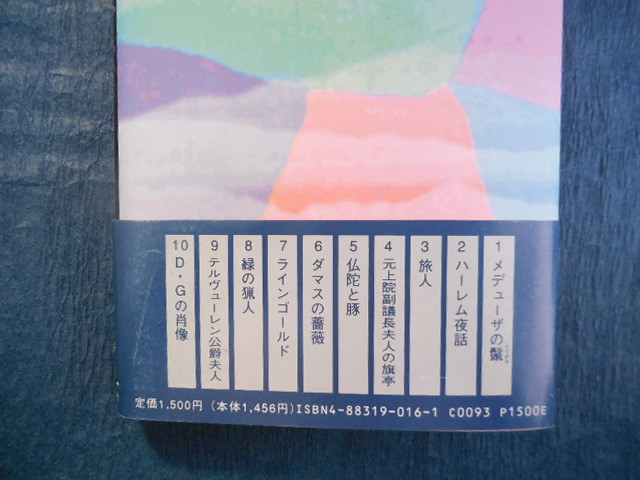 1 メデューザの鬣
2 ハーレム夜話
3 旅人
4 元上院副議長夫人の旗亭
5 仏陀と豚
6 ダマスの薔薇
7 ラインゴールド
8 緑の猟人
9 テルヴューレン公爵夫人
10 D・Gの肖像
定価1,500円(本体1,456円)ISBN4-88319-016-1 C0093 P1500E